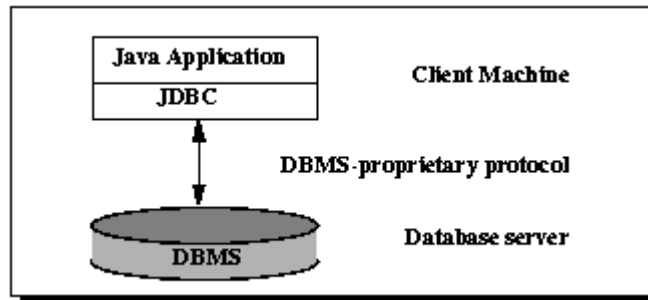 Java Application
Client Machine
JDBC
DBMS-proprietary protocol
Database server
DBMS